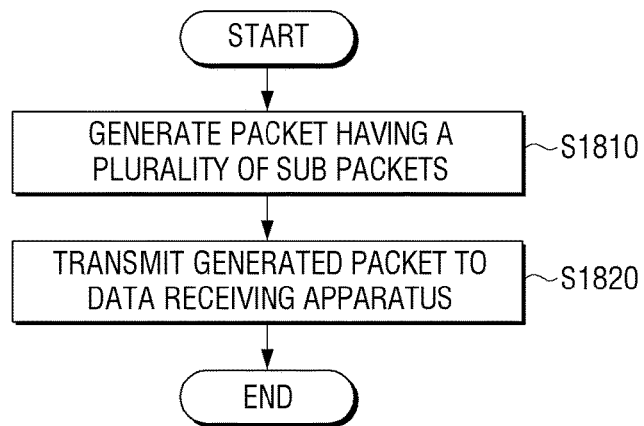 START
GENERATE PACKET HAVING A
PLURALITY OF SUB PACKETS
S1810
TRANSMIT GENERATED PACKET TO
DATA RECEIVING APPARATUS
S1820
END